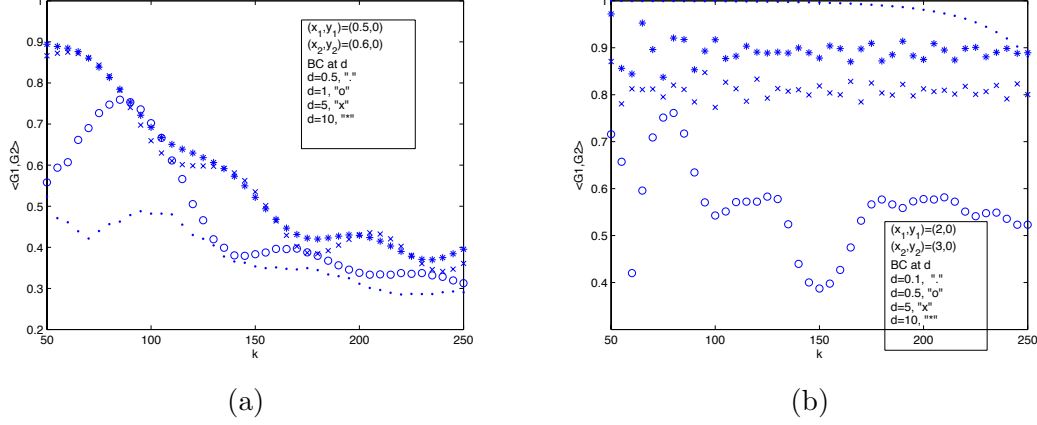 1
0.9
0.8
0.7
0.6
0.5
0.4
0.3
0.2
50
100
150
200
250
k
<G1,G2>
(x1,y1)=(0.5,0)
(x2,y2)=(0.6,0)
BC at d
d=0.5, "."
d=1, "o"
d=5, "x"
d=10, "*"
(a)
1
0.9
0.8
0.7
0.6
0.5
0.4
50
100
150
200
250
k
<G1,G2>
(x1,y1)=(2,0)
(x2,y2)=(3,0)
BC at d
d=0.1, "."
d=0.5, "o"
d=5, "x"
d=10, "*"
(b)